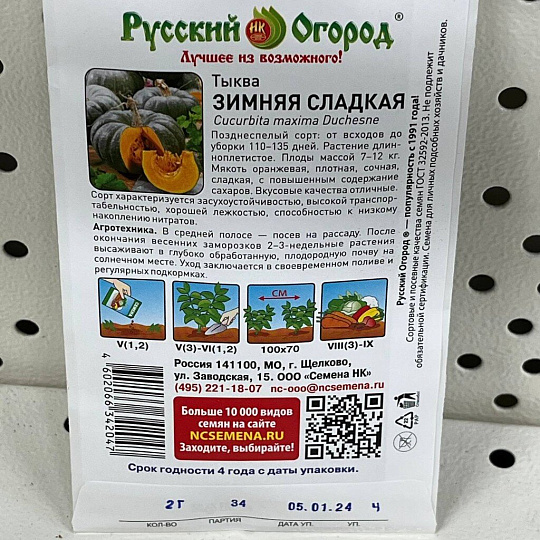 Русский НК Огород®
Лучшее из возможного!
Тыква
ЗИМНЯЯ СЛАДКАЯ
Cucurbita maxima Duchesne
Позднеспелый сорт: от всходов до
уборки 110–135 дней. Растение длин-
ноплетистое. Плоды массой 7–12 кг.
Мякоть оранжевая, плотная, сочная,
сладкая, с повышенным содержание
сахаров. Вкусовые качества отличные.
Сорт характеризуется засухоустойчивостью, высокой транспор-
табельностью, хорошей лежкостью, способностью к низкому
накоплению нитратов.
Агротехника. В средней полосе — посев на рассаду. После
окончания весенних заморозков 2–3-недельные растения
высаживают в глубоко обработанную, плодородную почву на
солнечном месте. Уход заключается в своевременном поливе и
регулярных подкормках.
СМ
V(1,2)
V(3)-VI(1,2)
100x70
VIII(3)-IX
Россия 141100, МО, г. Щелково,
ул. Заводская, 15. ООО «Семена НК»
(495) 221-18-07 nc-ooo@ncsemena.ru
4 602066 342047
Больше 10 000 видов
семян на сайте
NCSEMENA.RU
Заходите, выбирайте!
Срок годности 4 года с даты упаковки.
2Г 34 05.01.24 Ч
КОЛ-ВО ПАРТИЯ ДАТА УП. УП.
Русский Огород ® — популярность с 1991 года!
Сортовые и посевные качества семян ГОСТ 32592-2013. Не подлежит
обязательной сертификации. Семена для личных подсобных хозяйств и дачников.